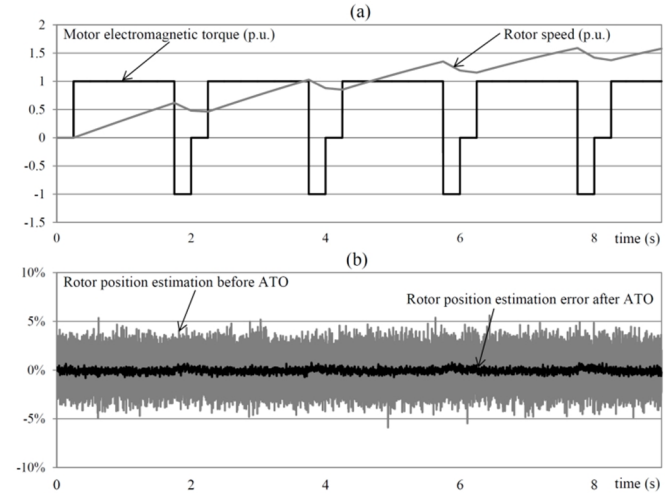 (a)
2
Motor electromagnetic torque (p.u.)
Rotor speed (p.u.)
1.5
1
0.5
0
-0.5
-1
-1.5
0 2 4 6 8 time (s)
(b)
10%
Rotor position estimation before ATO
Rotor position estimation error after ATO
5%
0%
-5%
-10%
0 2 4 6 8 time (s)